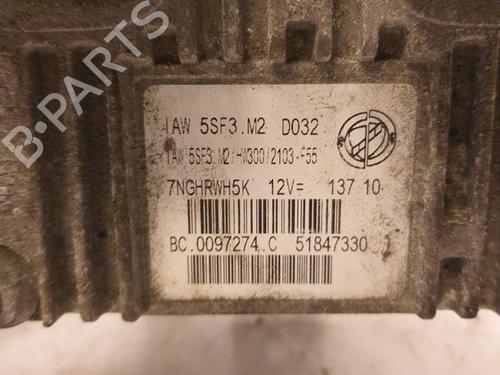 B-PARTS
IAW 5SF3.M2 D032
IAW 5SF3.M2/HW300/2103-F55
7NGHRWH5K 12V= 137 10
BC.0097274.C 51847330